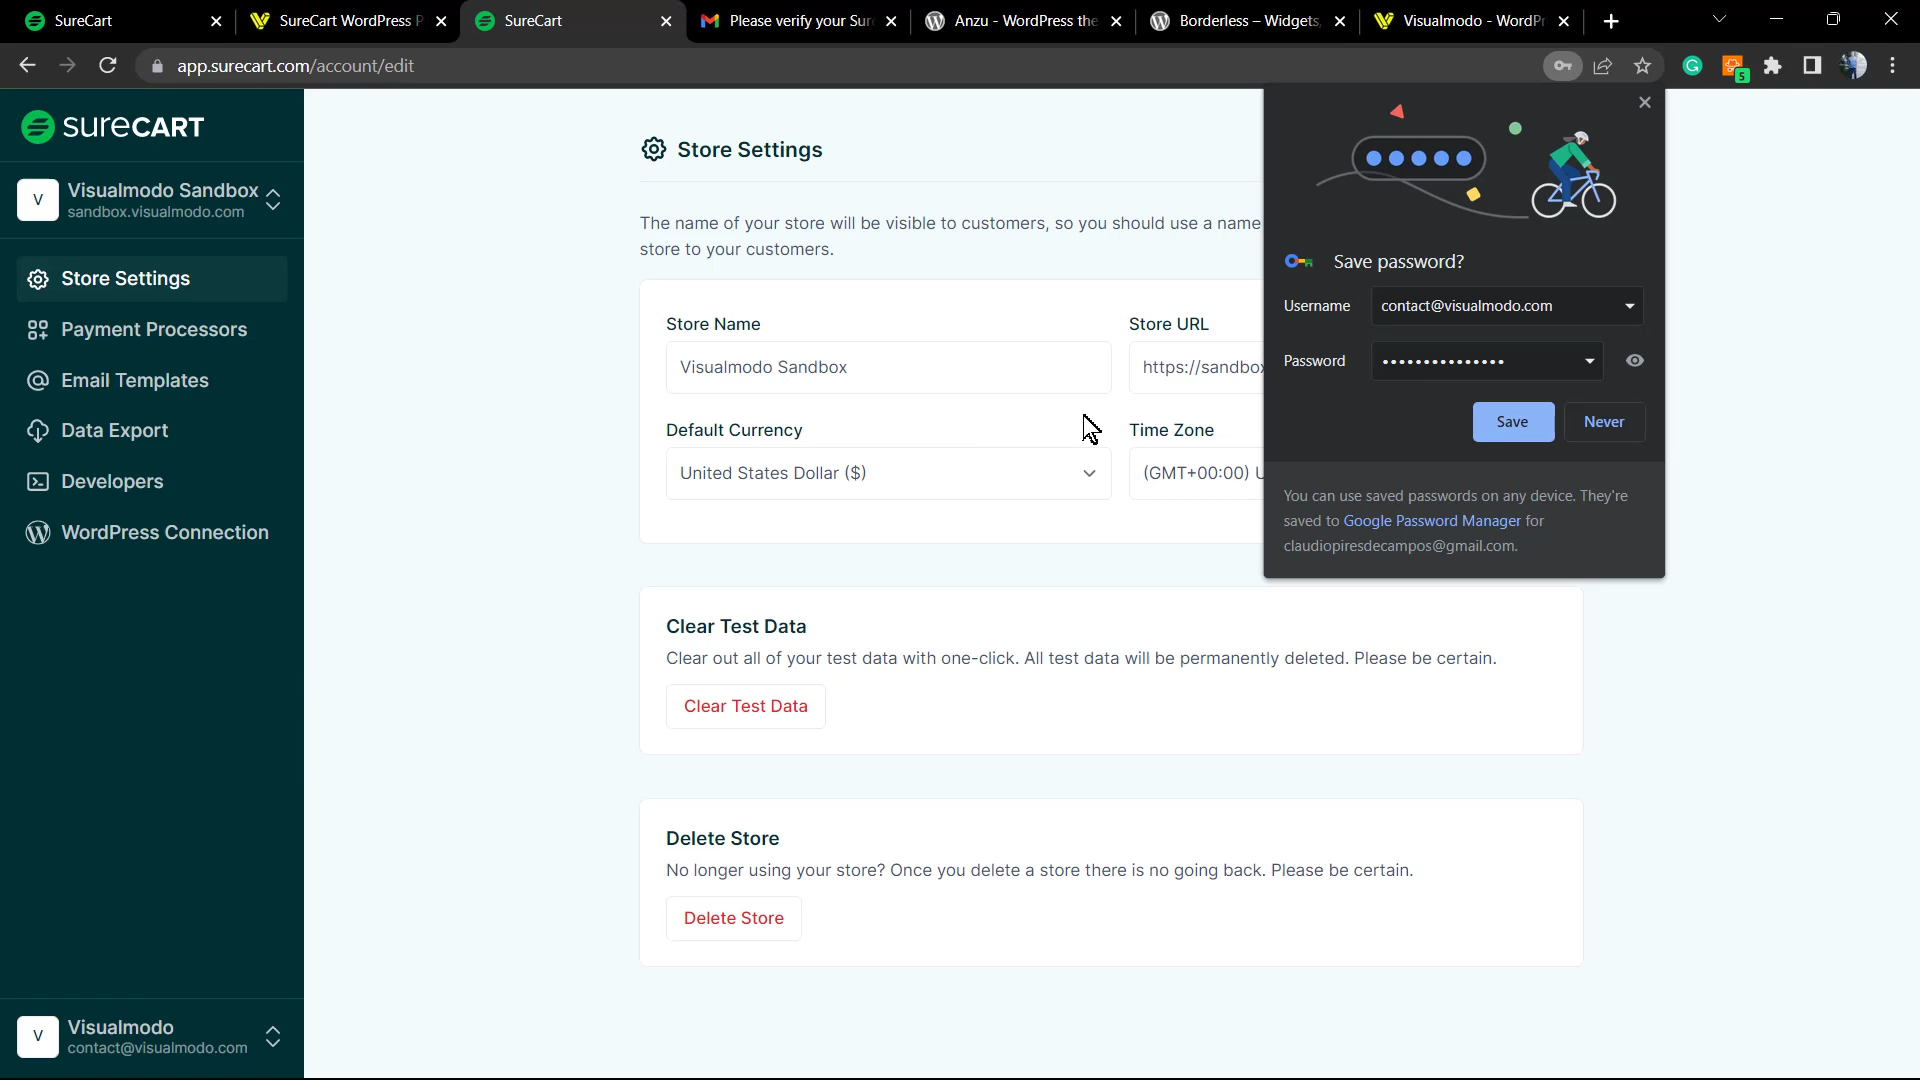 SureCart
SureCart WordPress P
SureCart
Please verify your Sur
Anzu - WordPress the
Borderless – Widgets,
Visualmodo - WordPr
app.surecart.com/account/edit
5
SURECART
V
Visualmodo Sandbox
sandbox.visualmodo.com
Store Settings
Payment Processors
Email Templates
Data Export
Developers
WordPress Connection
V
Visualmodo
contact@visualmodo.com
Store Settings
The name of your store will be visible to customers, so you should use a name
store to your customers.
Store Name
Store URL
Visualmodo Sandbox
https://sandbox
Default Currency
Time Zone
United States Dollar ($)
(GMT+00:00) U
Clear Test Data
Clear out all of your test data with one-click. All test data will be permanently deleted. Please be certain.
Clear Test Data
Delete Store
No longer using your store? Once you delete a store there is no going back. Please be certain.
Delete Store
Save password?
Username
contact@visualmodo.com
Password
•••••••••••••••
Save
Never
You can use saved passwords on any device. They're
saved to Google Password Manager for
claudiopiresdecampos@gmail.com.